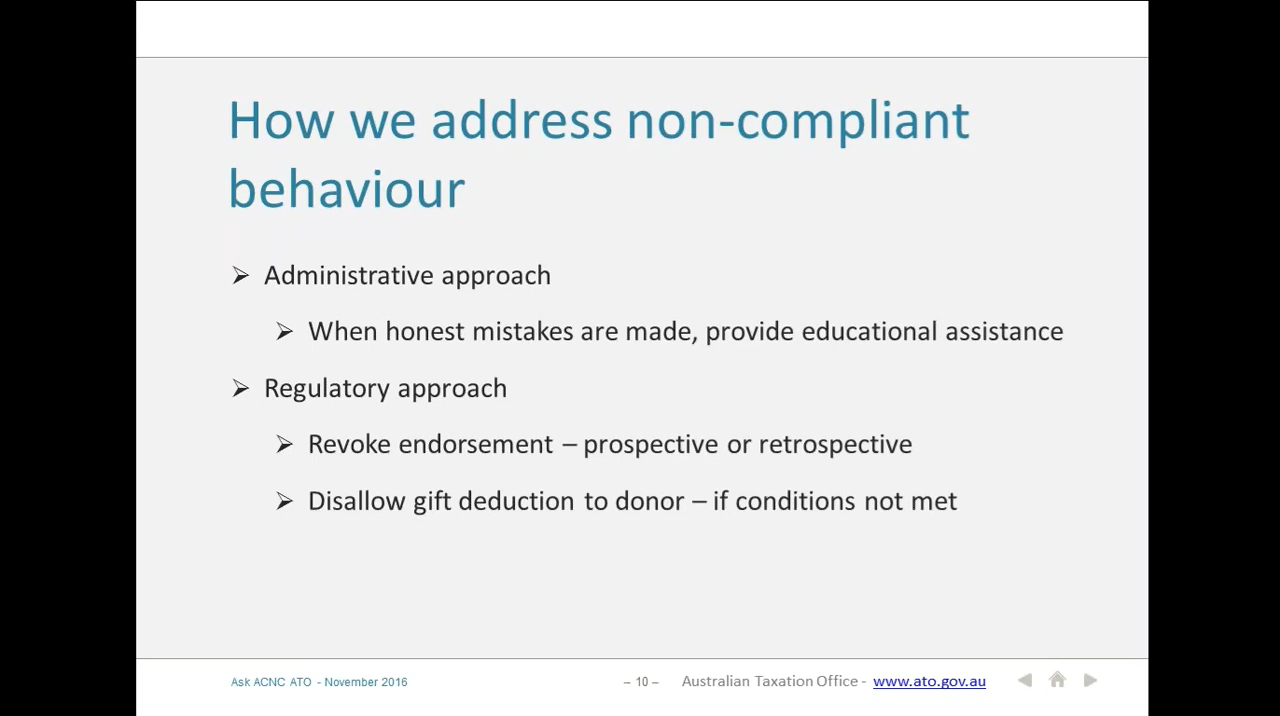 How we address non-compliant
behaviour
➢ Administrative approach
➢ When honest mistakes are made, provide educational assistance
➢ Regulatory approach
➢ Revoke endorsement – prospective or retrospective
➢ Disallow gift deduction to donor – if conditions not met
Ask ACNC ATO - November 2016
– 10 –
Australian Taxation Office - www.ato.gov.au